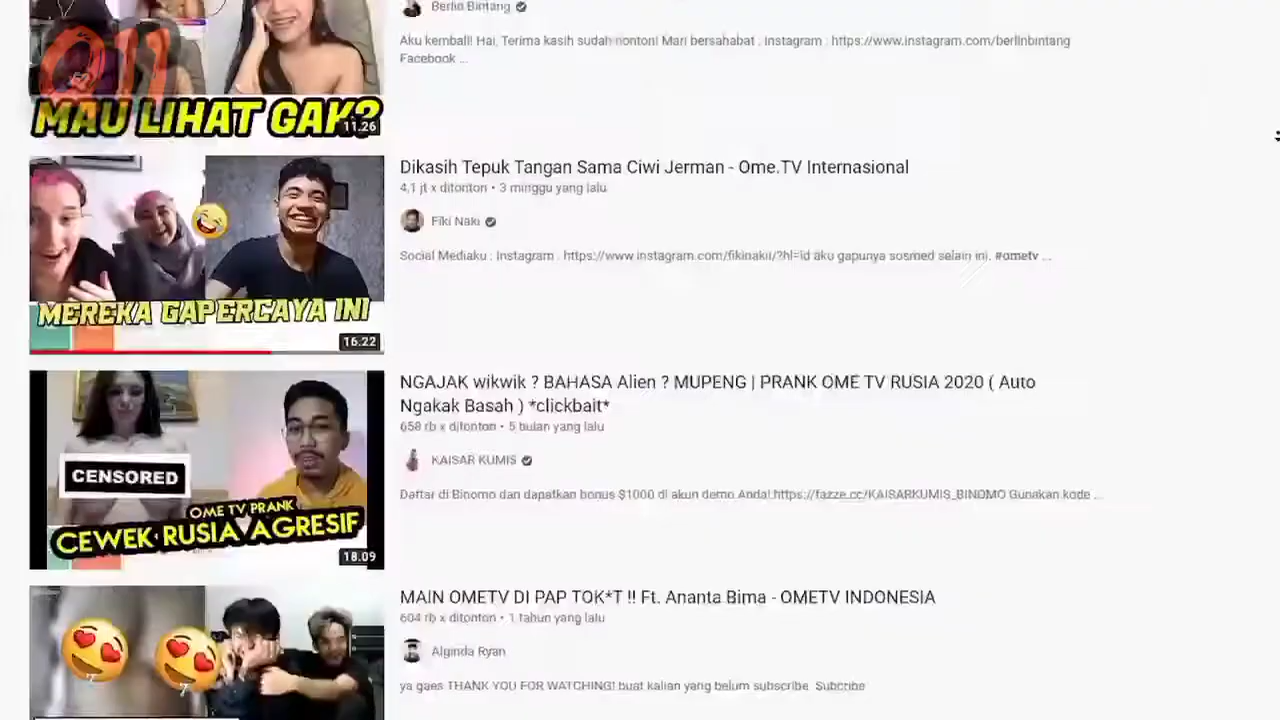 Berlin Bintang
Aku kembali! Hai, Terima kasih sudah nonton! Mari bersahabat . Instagram : https://www.instagram.com/berlinbintang
Facebook ...
Q11
MAU LIHAT GAK?
11.26
Dikasih Tepuk Tangan Sama Ciwi Jerman - Ome.TV Internasional
4,1 jt x ditonton • 3 minggu yang lalu
Fiki Naki
Social Mediaku : Instagram : https://www.instagram.com/fikinakii/?hl=id aku gapunya sosmed selain ini. #ometv ...
MEREKA GAPERCAYA INI
16.22
NGAJAK wikwik ? BAHASA Alien ? MUPENG | PRANK OME TV RUSIA 2020 ( Auto
Ngakak Basah ) *clickbait*
658 rb x ditonton • 5 bulan yang lalu
KAISAR KUMIS
Daftar di Binomo dan dapatkan bonus $1000 di akun demo Anda!:https://fazze.cc/KAISARKUMIS_BINOMO Gunakan kode ...
CENSORED
OME TV PRANK
CEWEK RUSIA AGRESIF
18.09
MAIN OMETV DI PAP TOK*T !! Ft. Ananta Bima - OMETV INDONESIA
604 rb x ditonton • 1 tahun yang lalu
Alginda Ryan
ya gaes THANK YOU FOR WATCHING! buat kalian yang belum subscribe. Subcribe